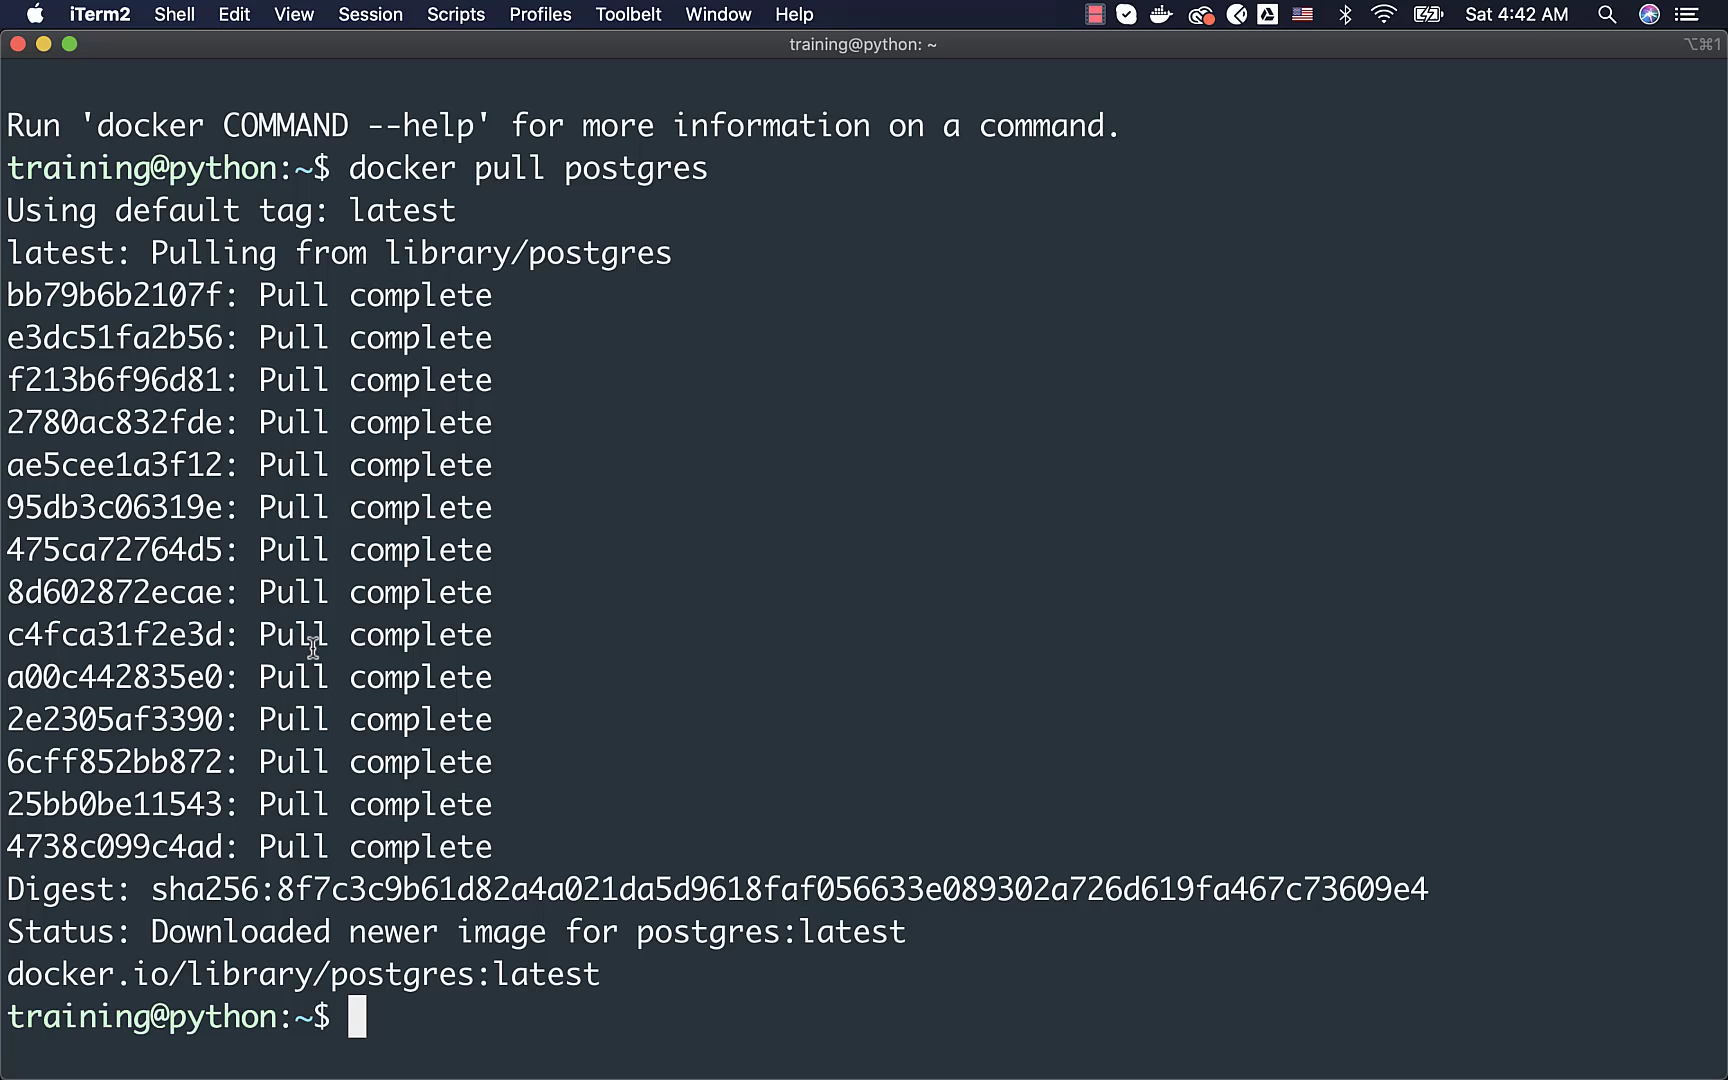 iTerm2 Shell Edit View Session Scripts Profiles Toolbelt Window Help Sat 4:42 AM
training@python: ~ ⌥⌘1
Run 'docker COMMAND --help' for more information on a command.
training@python:~$ docker pull postgres
Using default tag: latest
latest: Pulling from library/postgres
bb79b6b2107f: Pull complete
e3dc51fa2b56: Pull complete
f213b6f96d81: Pull complete
2780ac832fde: Pull complete
ae5cee1a3f12: Pull complete
95db3c06319e: Pull complete
475ca72764d5: Pull complete
8d602872ecae: Pull complete
c4fca31f2e3d: Pull complete
a00c442835e0: Pull complete
2e2305af3390: Pull complete
6cff852bb872: Pull complete
25bb0be11543: Pull complete
4738c099c4ad: Pull complete
Digest: sha256:8f7c3c9b61d82a4a021da5d9618faf056633e089302a726d619fa467c73609e4
Status: Downloaded newer image for postgres:latest
docker.io/library/postgres:latest
training@python:~$